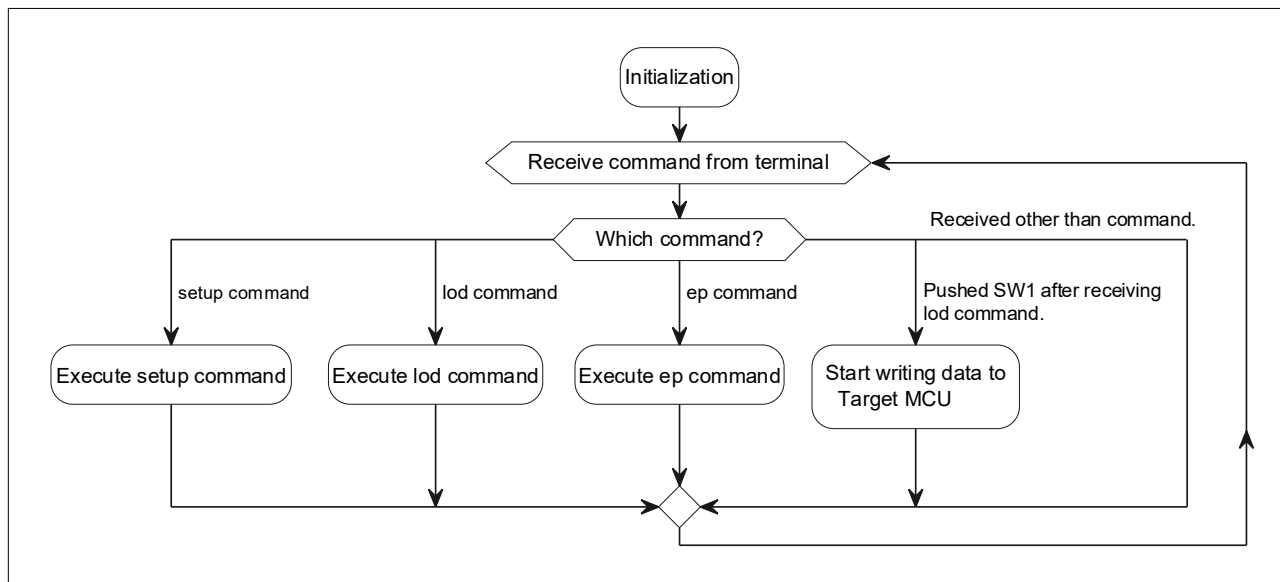 Initialization
Receive command from terminal
Which command?
Received other than command.
setup command
lod command
ep command
Pushed SW1 after receiving
lod command.
Execute setup command
Execute lod command
Execute ep command
Start writing data to
Target MCU